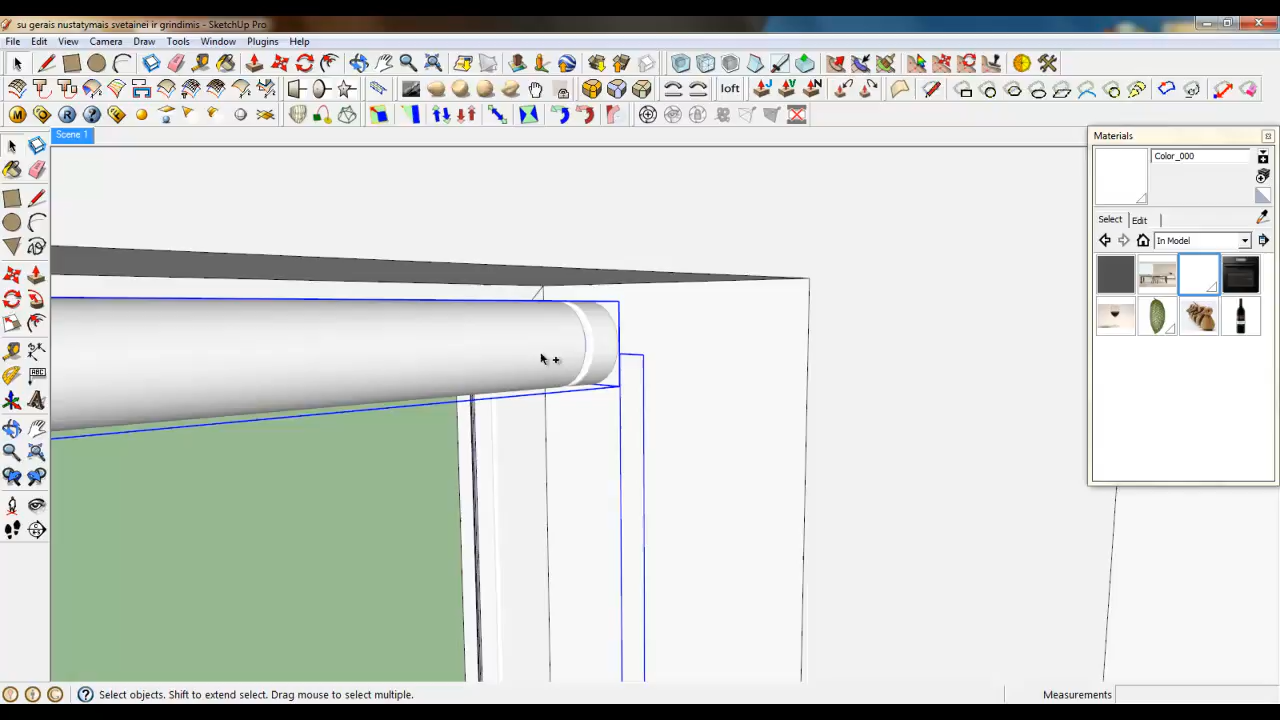 su gerais nustatymais svetainei ir grindimis - SketchUp Pro
File Edit View Camera Draw Tools Window Plugins Help
loft
M R
Scene 1
Materials
Color_000
Select Edit
In Model
ABC
Select objects. Shift to extend select. Drag mouse to select multiple.
Measurements